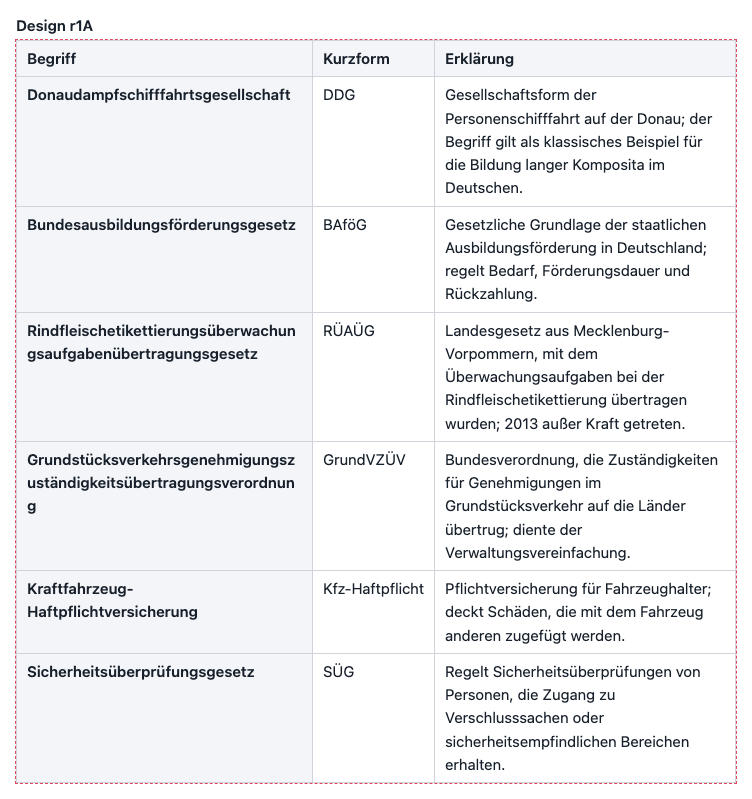 Design r1A
Begriff Kurzform Erklärung
Donaudampfschifffahrtsgesellschaft DDG Gesellschaftsform der
Personenschifffahrt auf der Donau; der
Begriff gilt als klassisches Beispiel für
die Bildung langer Komposita im
Deutschen.
Bundesausbildungsförderungsgesetz BAföG Gesetzliche Grundlage der staatlichen
Ausbildungsförderung in Deutschland;
regelt Bedarf, Förderungsdauer und
Rückzahlung.
Rindfleischetikettierungsüberwachun RÜAÜG Landesgesetz aus Mecklenburg-
gsaufgabenübertragungsgesetz Vorpommern, mit dem
Überwachungsaufgaben bei der
Rindfleischetikettierung übertragen
wurden; 2013 außer Kraft getreten.
Grundstücksverkehrsgenehmigungsz GrundVZÜV Bundesverordnung, die Zuständigkeiten
uständigkeitsübertragungsverordnun für Genehmigungen im
g Grundstücksverkehr auf die Länder
übertrug; diente der
Verwaltungsvereinfachung.
Kraftfahrzeug- Kfz-Haftpflicht Pflichtversicherung für Fahrzeughalter;
Haftpflichtversicherung deckt Schäden, die mit dem Fahrzeug
anderen zugefügt werden.
Sicherheitsüberprüfungsgesetz SÜG Regelt Sicherheitsüberprüfungen von
Personen, die Zugang zu
Verschlusssachen oder
sicherheitsempfindlichen Bereichen
erhalten.